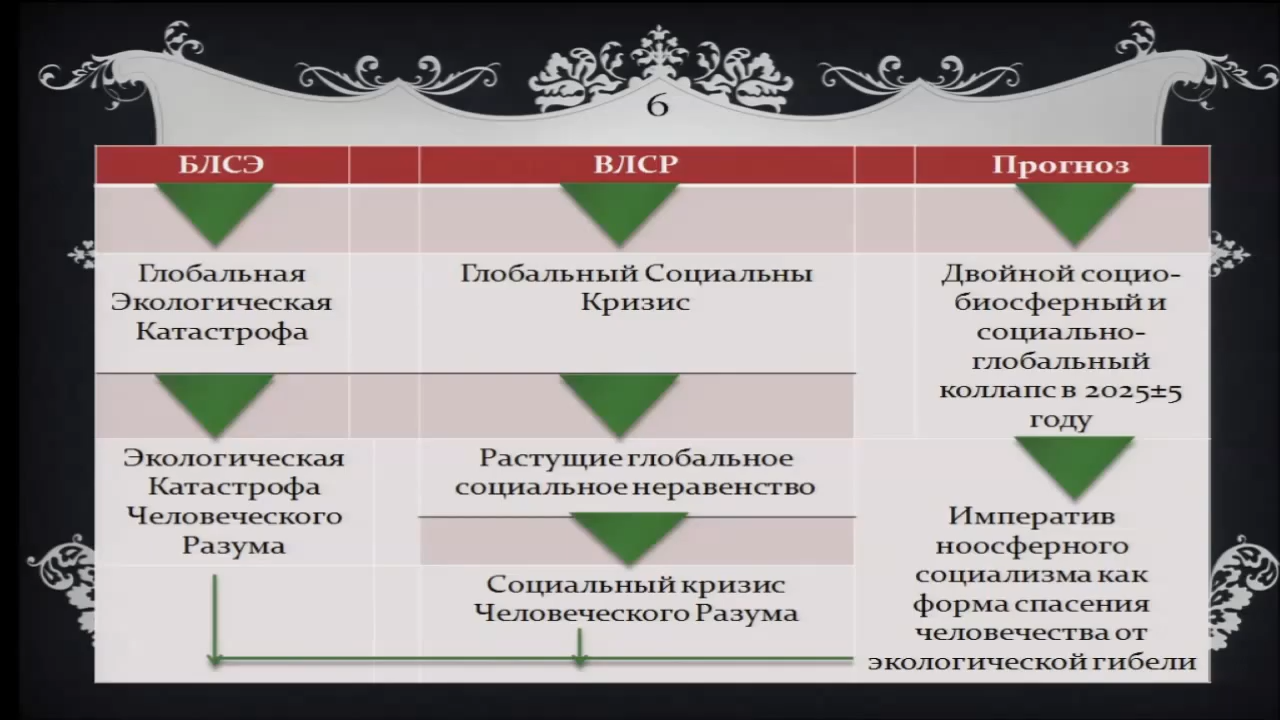 6
БЛСЭ
ВЛСР
Прогноз
Глобальная
Экологическая
Катастрофа
Глобальный Социальны
Кризис
Двойной социо-
биосферный и
социально-
глобальный
коллапс в 2025±5
году
Экологическая
Катастрофа
Человеческого
Разума
Растущие глобальное
социальное неравенство
Социальный кризис
Человеческого Разума
Императив
ноосферного
социализма как
форма спасения
человечества от
экологической гибели